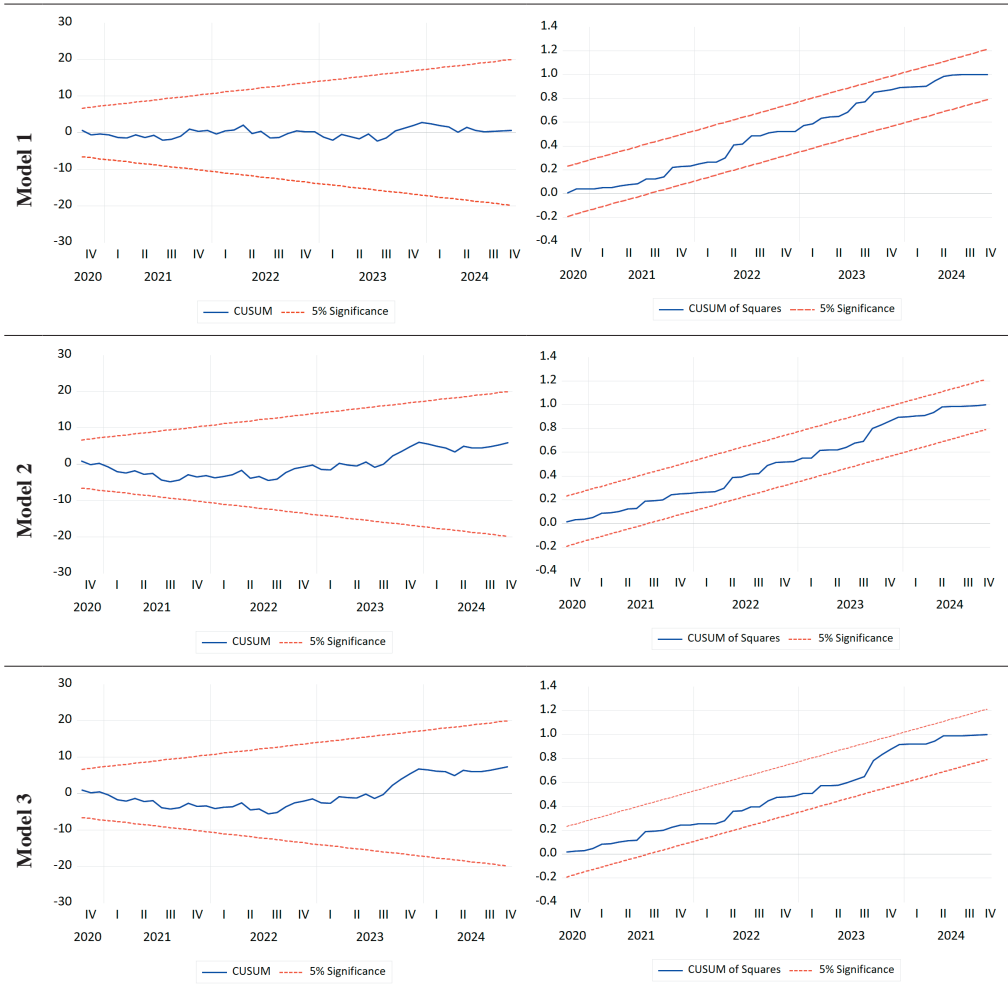 Model 1
30
20
10
0
-10
-20
-30
IV I II III IV I II III IV I II III IV I II III IV
2020 2021 2022 2023 2024
CUSUM 5% Significance
1.4
1.2
1.0
0.8
0.6
0.4
0.2
0.0
-0.2
-0.4
IV I II III IV I II III IV I II III IV I II III IV
2020 2021 2022 2023 2024
CUSUM of Squares 5% Significance
Model 2
30
20
10
0
-10
-20
-30
IV I II III IV I II III IV I II III IV I II III IV
2020 2021 2022 2023 2024
CUSUM 5% Significance
1.4
1.2
1.0
0.8
0.6
0.4
0.2
0.0
-0.2
-0.4
IV I II III IV I II III IV I II III IV I II III IV
2020 2021 2022 2023 2024
CUSUM of Squares 5% Significance
Model 3
30
20
10
0
-10
-20
-30
IV I II III IV I II III IV I II III IV I II III IV
2020 2021 2022 2023 2024
CUSUM 5% Significance
1.4
1.2
1.0
0.8
0.6
0.4
0.2
0.0
-0.2
-0.4
IV I II III IV I II III IV I II III IV I II III IV
2020 2021 2022 2023 2024
CUSUM of Squares 5% Significance